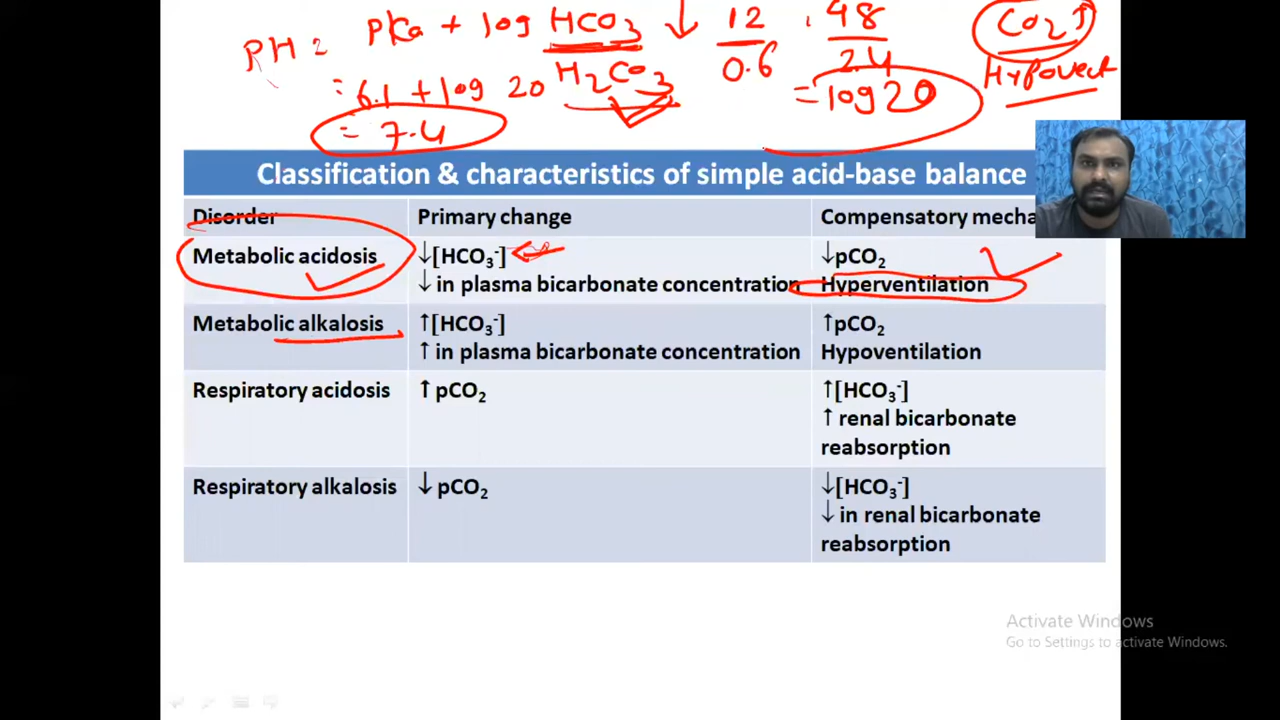 PH = pKa + log HCO3 ↓ 12 . 48 CO2 ↑
H2CO3 0.6 2.4
= 6.1 + log 20 = log 20
= 7.4
Classification & characteristics of simple acid-base balance
Disorder Primary change Compensatory mecha
Metabolic acidosis ↓[HCO₃⁻] ↓pCO₂
↓ in plasma bicarbonate concentration Hyperventilation
Metabolic alkalosis ↑[HCO₃⁻] ↑pCO₂
↑ in plasma bicarbonate concentration Hypoventilation
Respiratory acidosis ↑ pCO₂ ↑[HCO₃⁻]
↑ renal bicarbonate
reabsorption
Respiratory alkalosis ↓ pCO₂ ↓[HCO₃⁻]
↓ in renal bicarbonate
reabsorption
Activate Windows
Go to Settings to activate Windows.